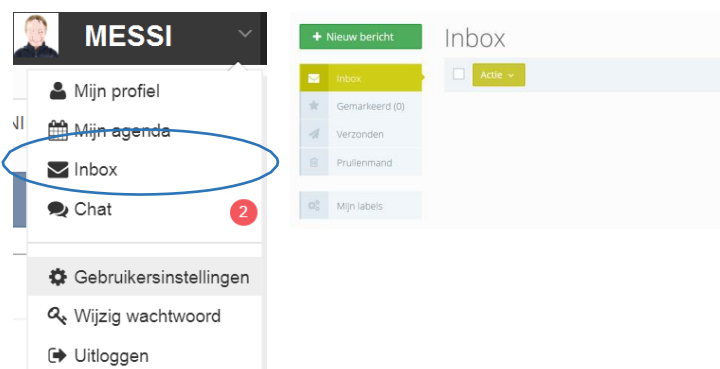 MESSI
Mijn profiel
Mijn agenda
Inbox
Chat
2
Gebruikersinstellingen
Wijzig wachtwoord
Uitloggen
+ Nieuw bericht
Inbox
Gemarkeerd (0)
Verzonden
Prullenmand
Mijn labels
Inbox
Actie